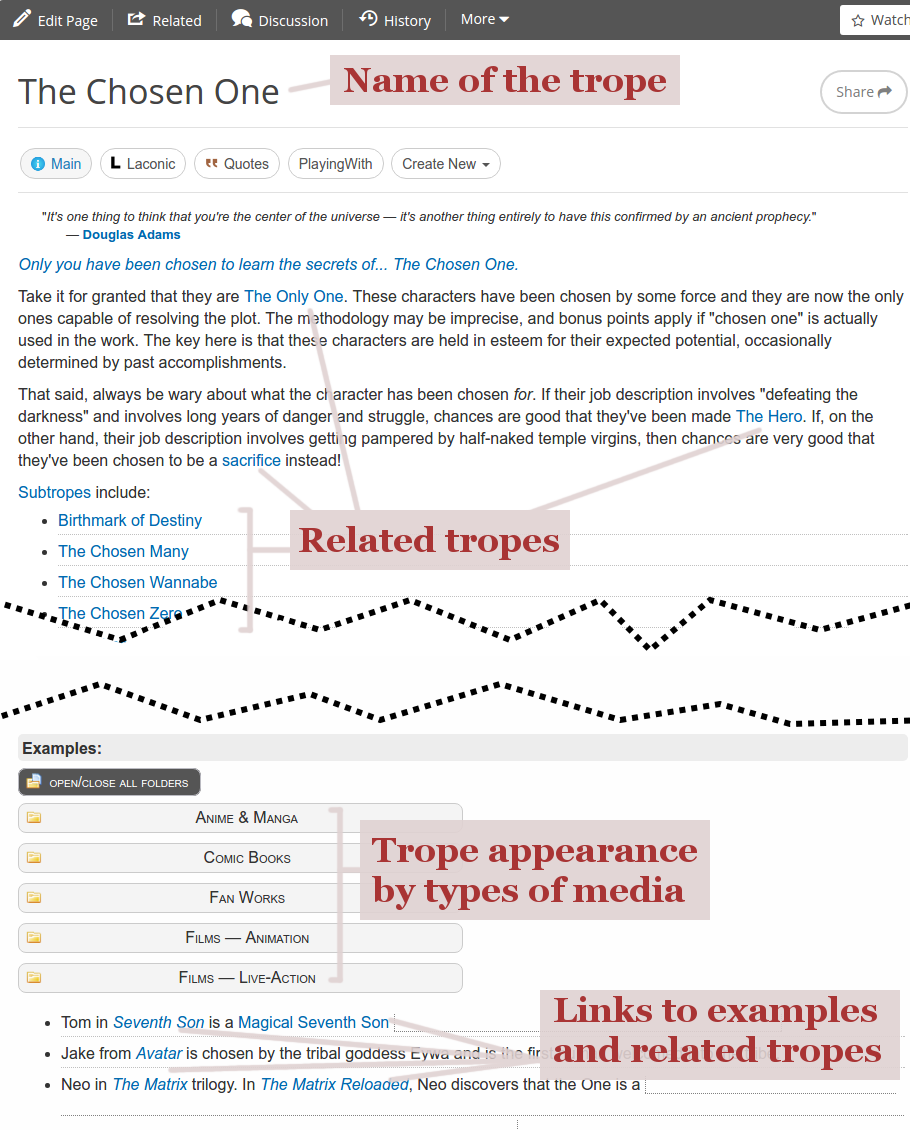 Edit Page Related Discussion History More Watch
The Chosen One
Name of the trope
Share
Main L Laconic Quotes PlayingWith Create New
"It's one thing to think that you're the center of the universe — it's another thing entirely to have this confirmed by an ancient prophecy."
— Douglas Adams
Only you have been chosen to learn the secrets of... The Chosen One.
Take it for granted that they are The Only One. These characters have been chosen by some force and they are now the only
ones capable of resolving the plot. The methodology may be imprecise, and bonus points apply if "chosen one" is actually
used in the work. The key here is that these characters are held in esteem for their expected potential, occasionally
determined by past accomplishments.
That said, always be wary about what the character has been chosen for. If their job description involves "defeating the
darkness" and involves long years of danger and struggle, chances are good that they've been made The Hero. If, on the
other hand, their job description involves getting pampered by half-naked temple virgins, then chances are very good that
they've been chosen to be a sacrifice instead!
Subtropes include:
• Birthmark of Destiny
• The Chosen Many
• The Chosen Wannabe
• The Chosen Zero
Related tropes
Examples:
OPEN/CLOSE ALL FOLDERS
ANIME & MANGA
COMIC BOOKS
FAN WORKS
FILMS — ANIMATION
FILMS — LIVE-ACTION
Trope appearance
by types of media
• Tom in Seventh Son is a Magical Seventh Son
• Jake from Avatar is chosen by the tribal goddess Eywa and is the first
• Neo in The Matrix trilogy. In The Matrix Reloaded, Neo discovers that the One is a
Links to examples
and related tropes